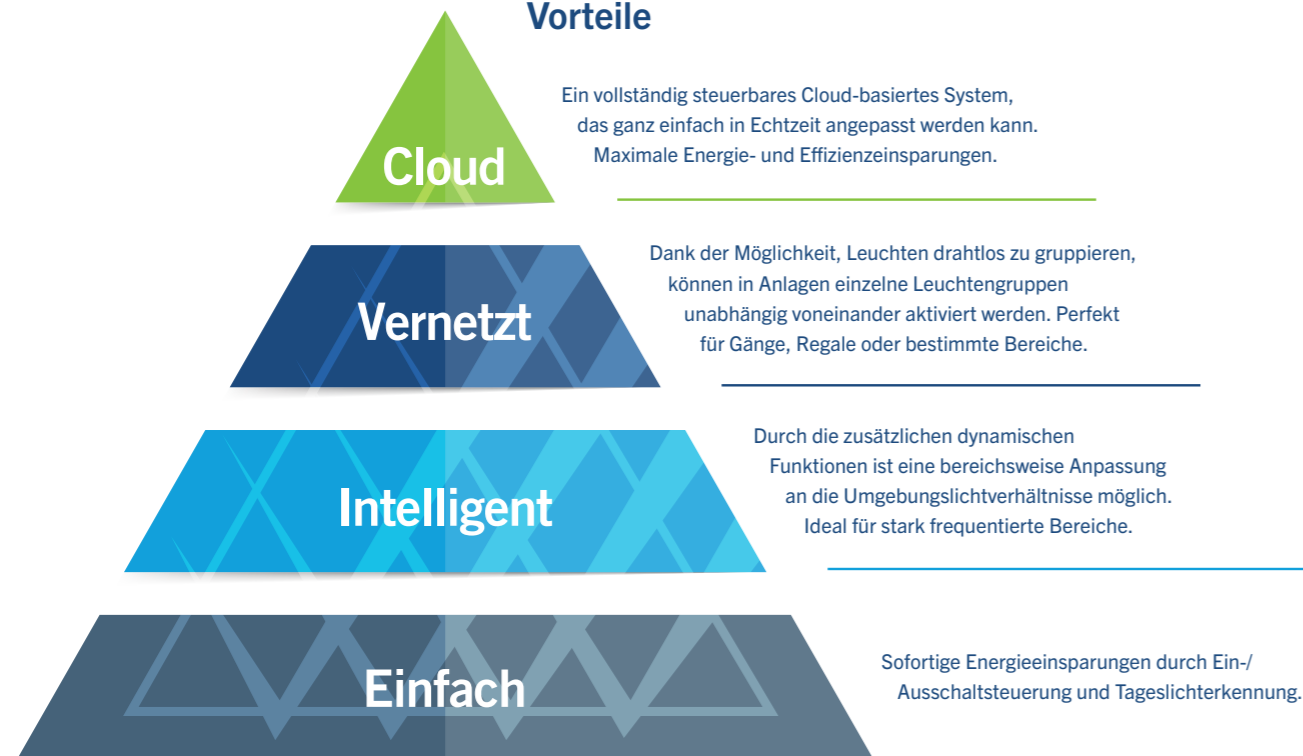 Vorteile
Cloud
Ein vollständig steuerbares Cloud-basiertes System,
das ganz einfach in Echtzeit angepasst werden kann.
Maximale Energie- und Effizienzeinsparungen.
Vernetzt
Dank der Möglichkeit, Leuchten drahtlos zu gruppieren,
können in Anlagen einzelne Leuchtengruppen
unabhängig voneinander aktiviert werden. Perfekt
für Gänge, Regale oder bestimmte Bereiche.
Intelligent
Durch die zusätzlichen dynamischen
Funktionen ist eine bereichsweise Anpassung
an die Umgebungslichtverhältnisse möglich.
Ideal für stark frequentierte Bereiche.
Einfach
Sofortige Energieeinsparungen durch Ein-/
Ausschaltsteuerung und Tageslichterkennung.